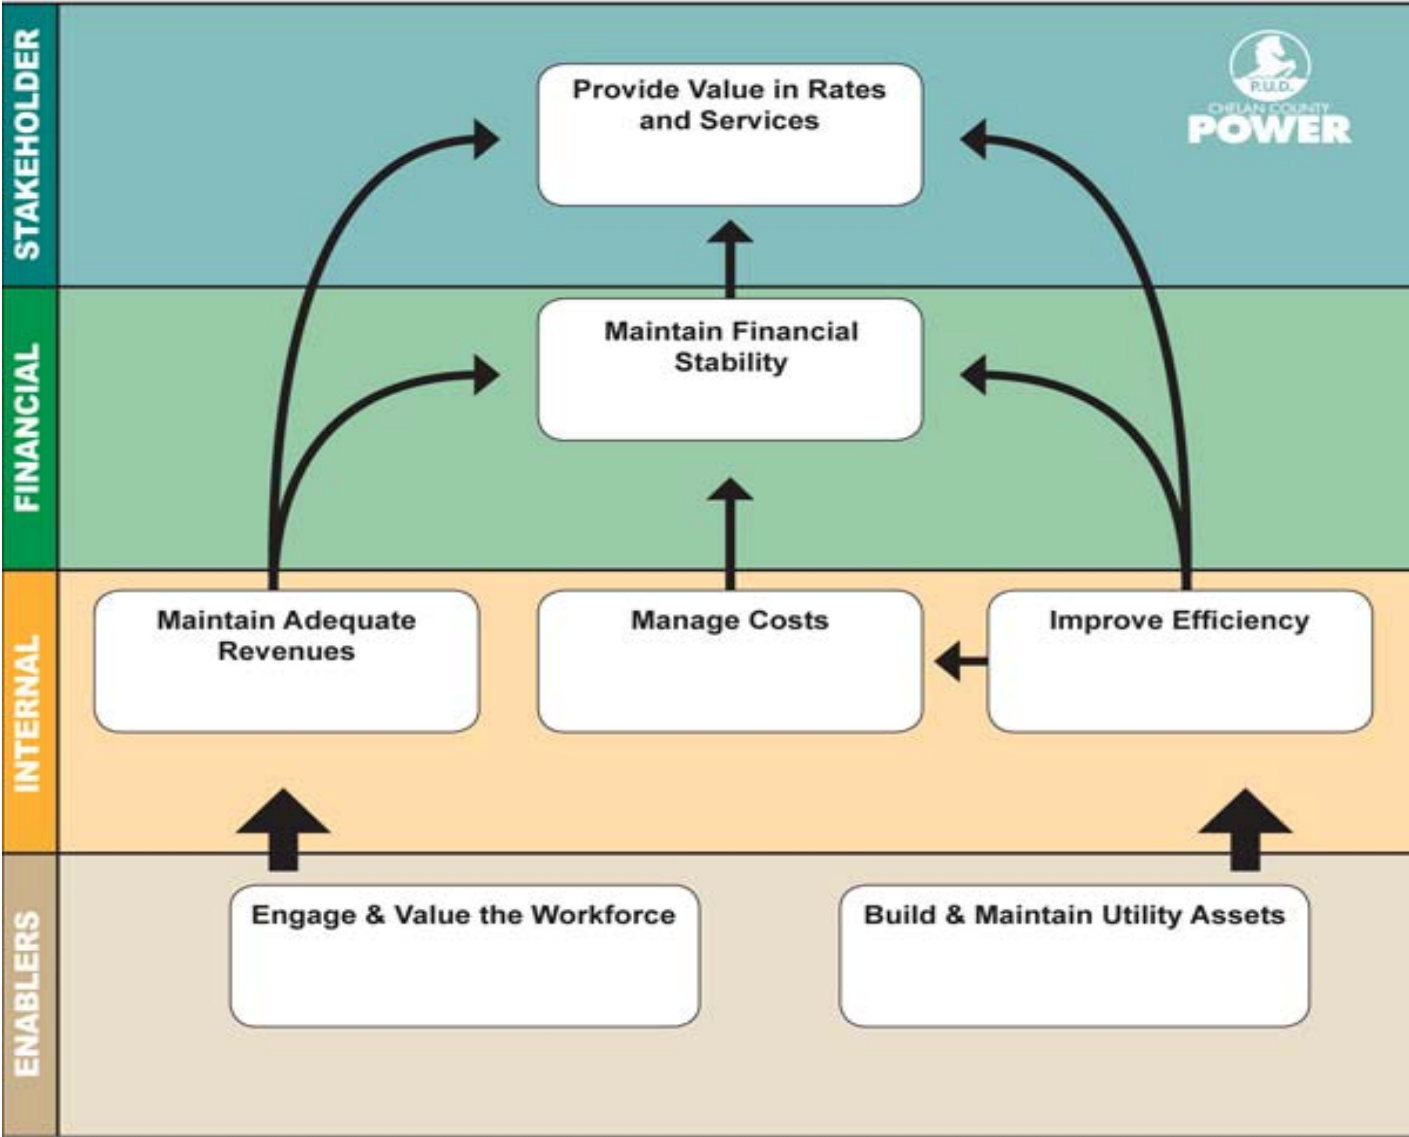 STAKEHOLDER
Provide Value in Rates
and Services
P.U.D.
CHELAN COUNTY
POWER
FINANCIAL
Maintain Financial
Stability
INTERNAL
Maintain Adequate
Revenues
Manage Costs
Improve Efficiency
ENABLERS
Engage & Value the Workforce
Build & Maintain Utility Assets